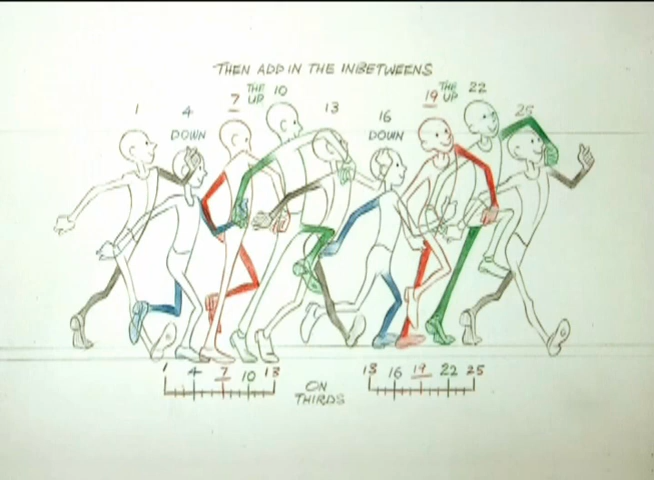 THEN ADD IN THE INBETWEENS
1
4
DOWN
7
THE
UP
10
13
16
DOWN
19
THE
UP
22
25
1 4 7 10 13
ON
THIRDS
13 16 19 22 25